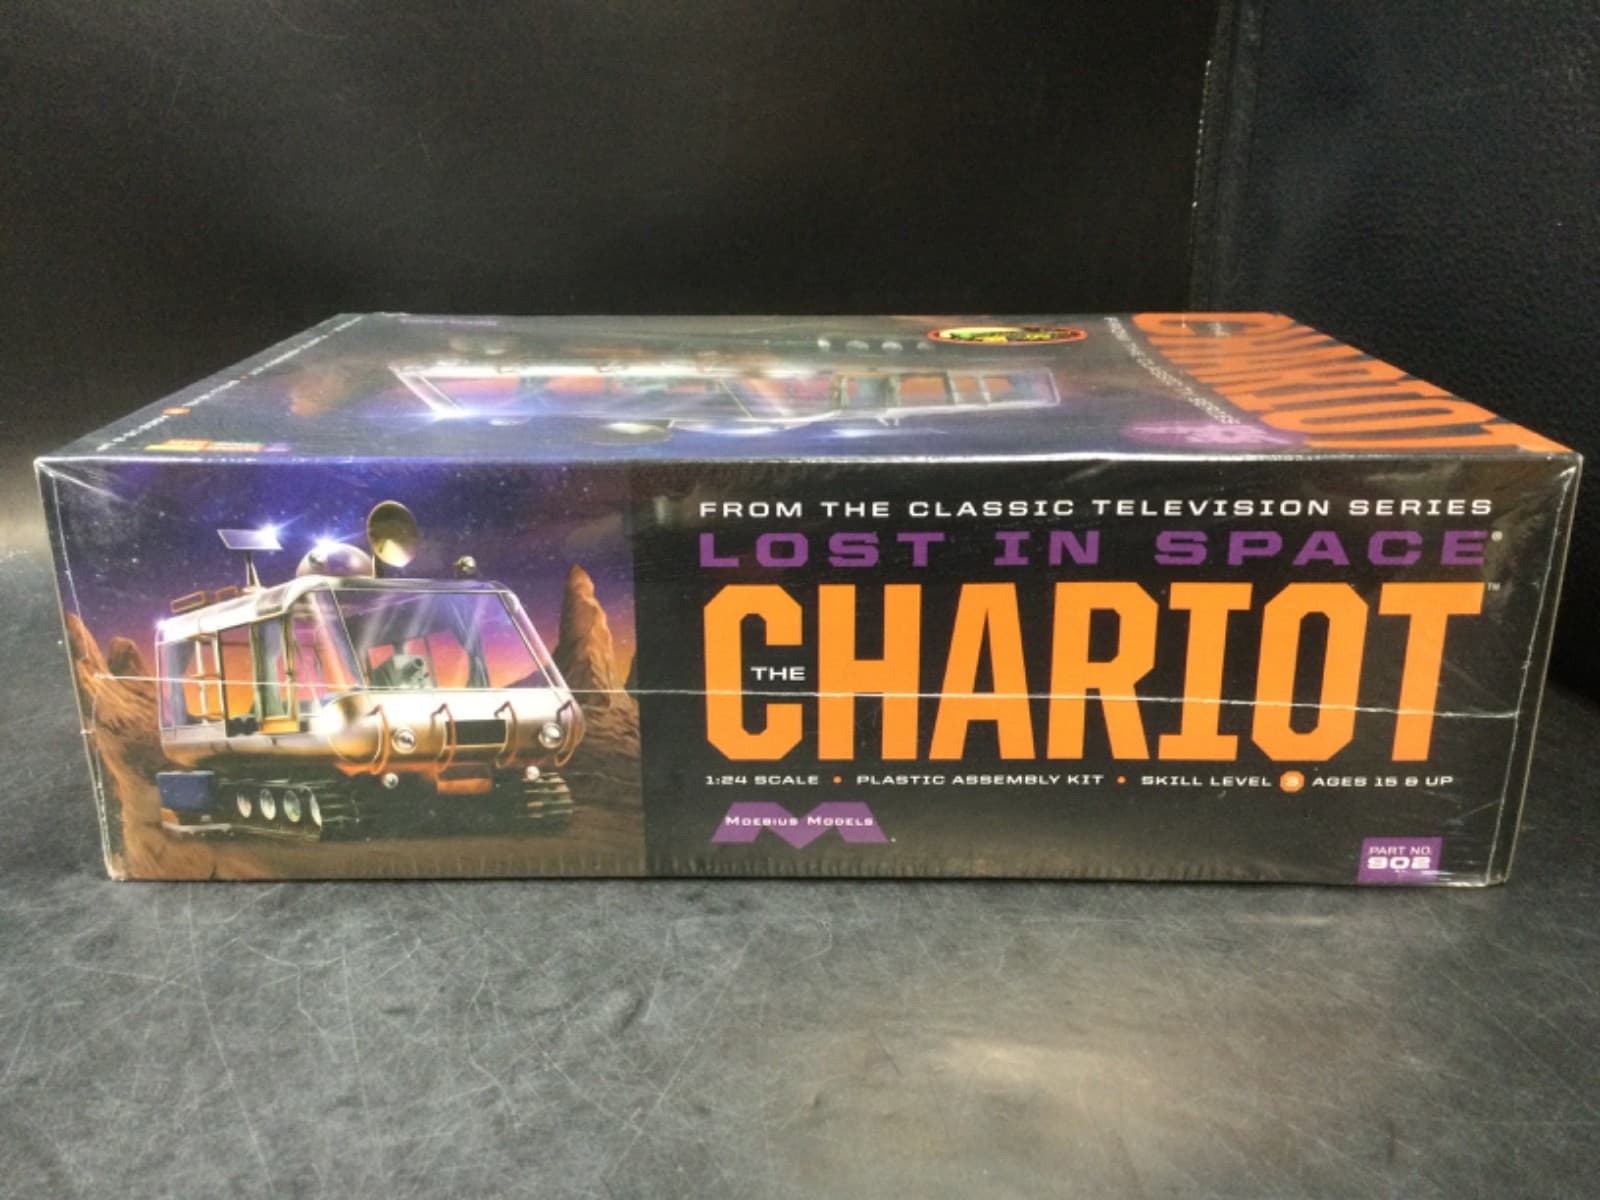 CHARIOT
FROM THE CLASSIC TELEVISION SERIES
LOST IN SPACE®
THE CHARIOT™
1:24 SCALE • PLASTIC ASSEMBLY KIT • SKILL LEVEL 3 AGES 15 & UP
MOEBIUS MODELS
PART NO.
902